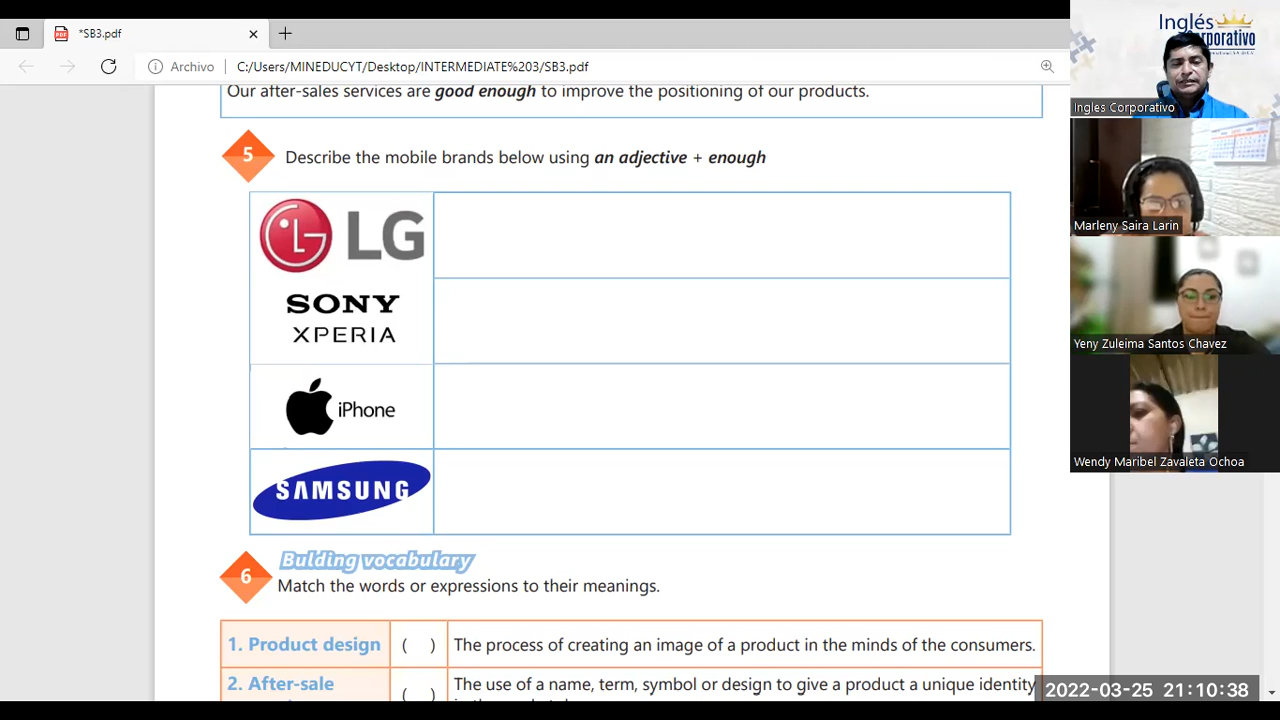 *SB3.pdf
Archivo
C:/Users/MINEDUCYT/Desktop/INTERMEDIATE%203/SB3.pdf
Our after-sales services are good enough to improve the positioning of our products.
5
Describe the mobile brands below using an adjective + enough
LG
SONY
XPERIA
iPhone
SAMSUNG
Bulding vocabulary
6
Match the words or expressions to their meanings.
1. Product design
( )
The process of creating an image of a product in the minds of the consumers.
2. After-sale
( )
The use of a name, term, symbol or design to give a product a unique identity
Inglés
Corporativo
Ingles Corporativo
Marleny Saira Larin
Yeny Zuleima Santos Chavez
Wendy Maribel Zavaleta Ochoa
2022-03-25 21:10:38